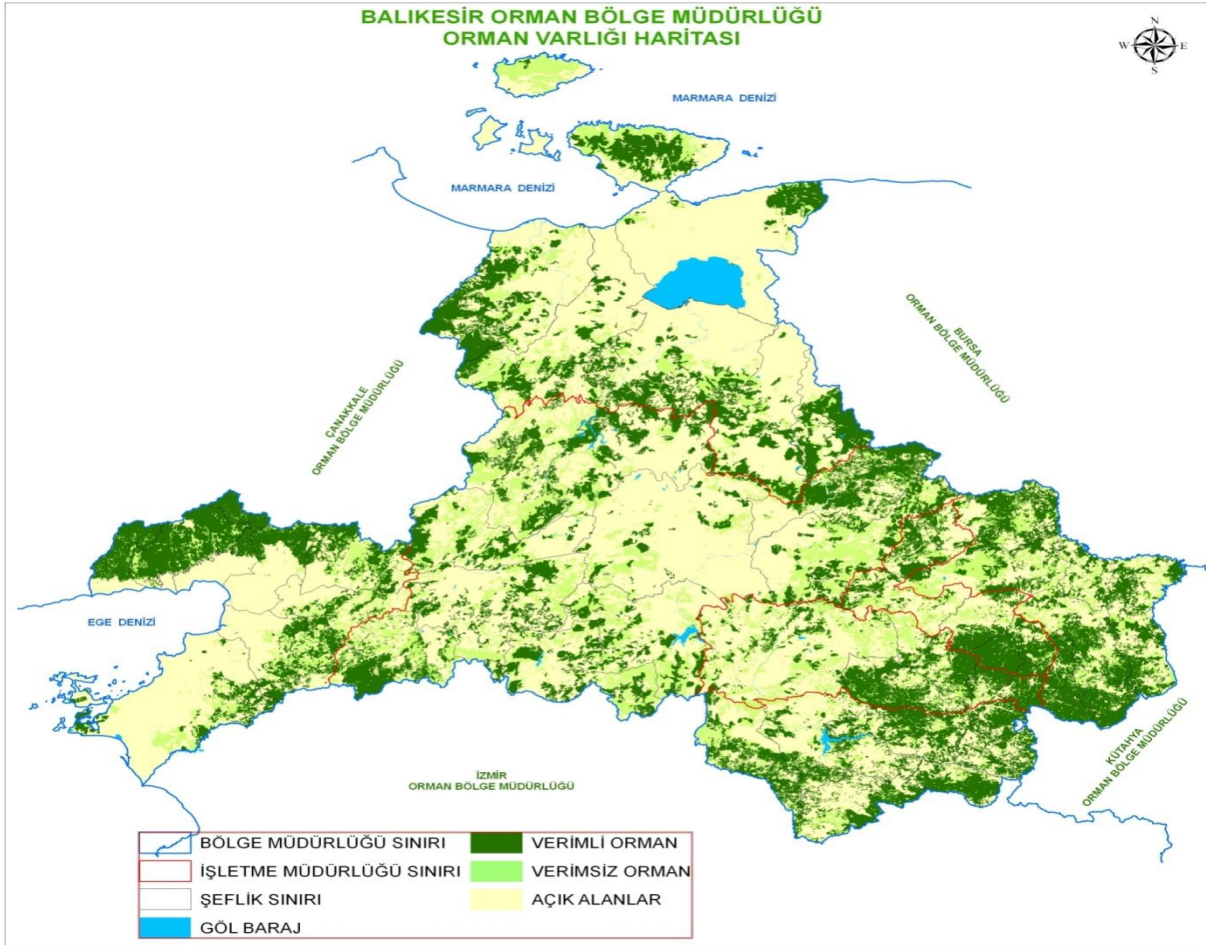 BALIKESİR ORMAN BÖLGE MÜDÜRLÜĞÜ
ORMAN VARLIĞI HARİTASI
N
W
E
S
MARMARA DENİZİ
MARMARA DENİZİ
BURSA
ORMAN BÖLGE MÜDÜRLÜĞÜ
ÇANAKKALE
ORMAN BÖLGE MÜDÜRLÜĞÜ
EGE DENİZİ
KÜTAHYA
ORMAN BÖLGE MÜDÜRLÜĞÜ
İZMİR
ORMAN BÖLGE MÜDÜRLÜĞÜ
BÖLGE MÜDÜRLÜĞÜ SINIRI
VERİMLİ ORMAN
İŞLETME MÜDÜRLÜĞÜ SINIRI
VERİMSİZ ORMAN
ŞEFLİK SINIRI
AÇIK ALANLAR
GÖL BARAJ